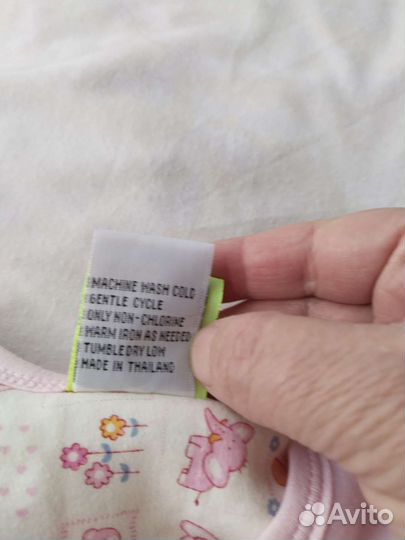 MACHINE WASH COLD
GENTLE CYCLE
ONLY NON-CHLORINE
WARM IRON AS NEEDED
TUMBLE DRY LOW
MADE IN THAILAND
Avito